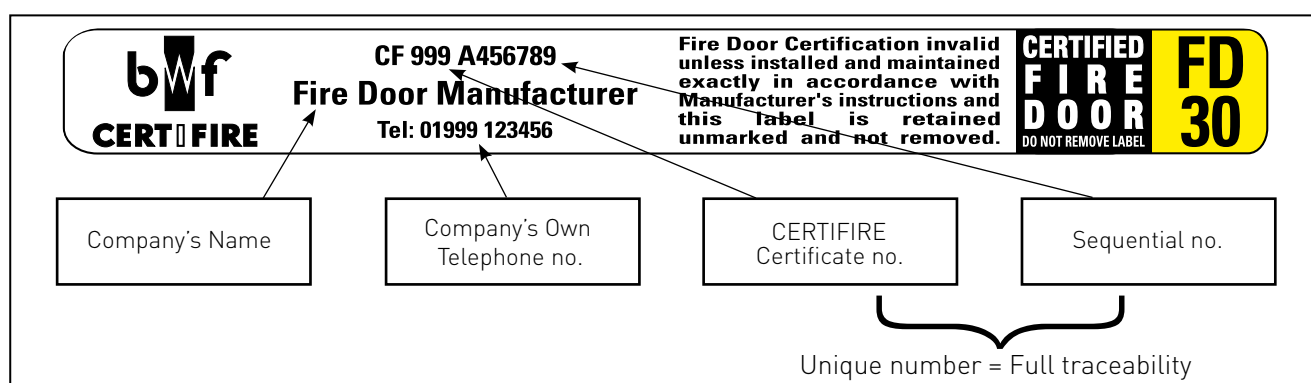 bwf
CERTIFIRE
CF 999 A456789
Fire Door Manufacturer
Tel: 01999 123456
Fire Door Certification invalid
unless installed and maintained
exactly in accordance with
Manufacturer's instructions and
this label is retained
unmarked and not removed.
CERTIFIED
FIRE
DOOR
DO NOT REMOVE LABEL
FD
30
Company's Name
Company's Own
Telephone no.
CERTIFIRE
Certificate no.
Sequential no.
Unique number = Full traceability